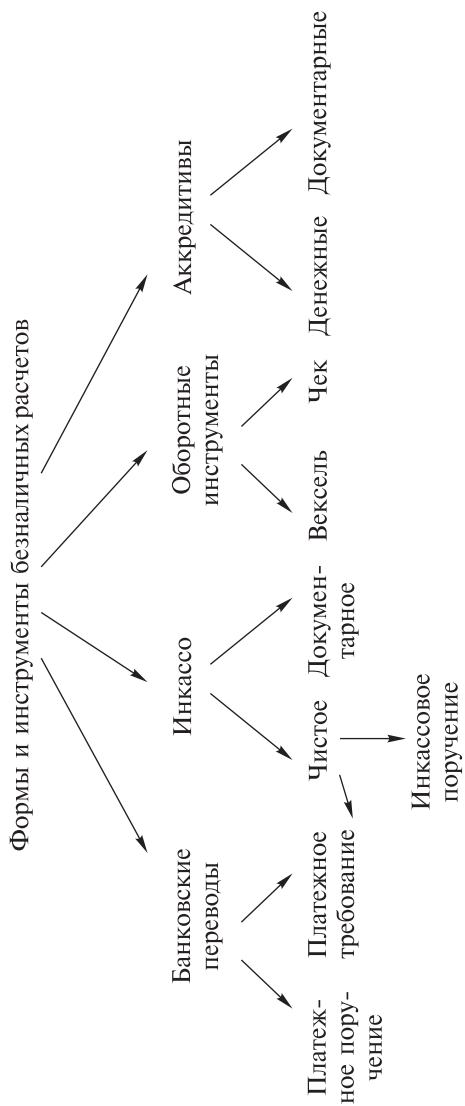 Формы и инструменты безналичных расчетов
Банковские
переводы
Инкассо
Оборотные
инструменты
Аккредитивы
Платеж-
ное пору-
чение
Платежное
требование
Чистое
Докумен-
тарное
Вексель
Чек
Денежные
Документарные
Инкассовое
поручение